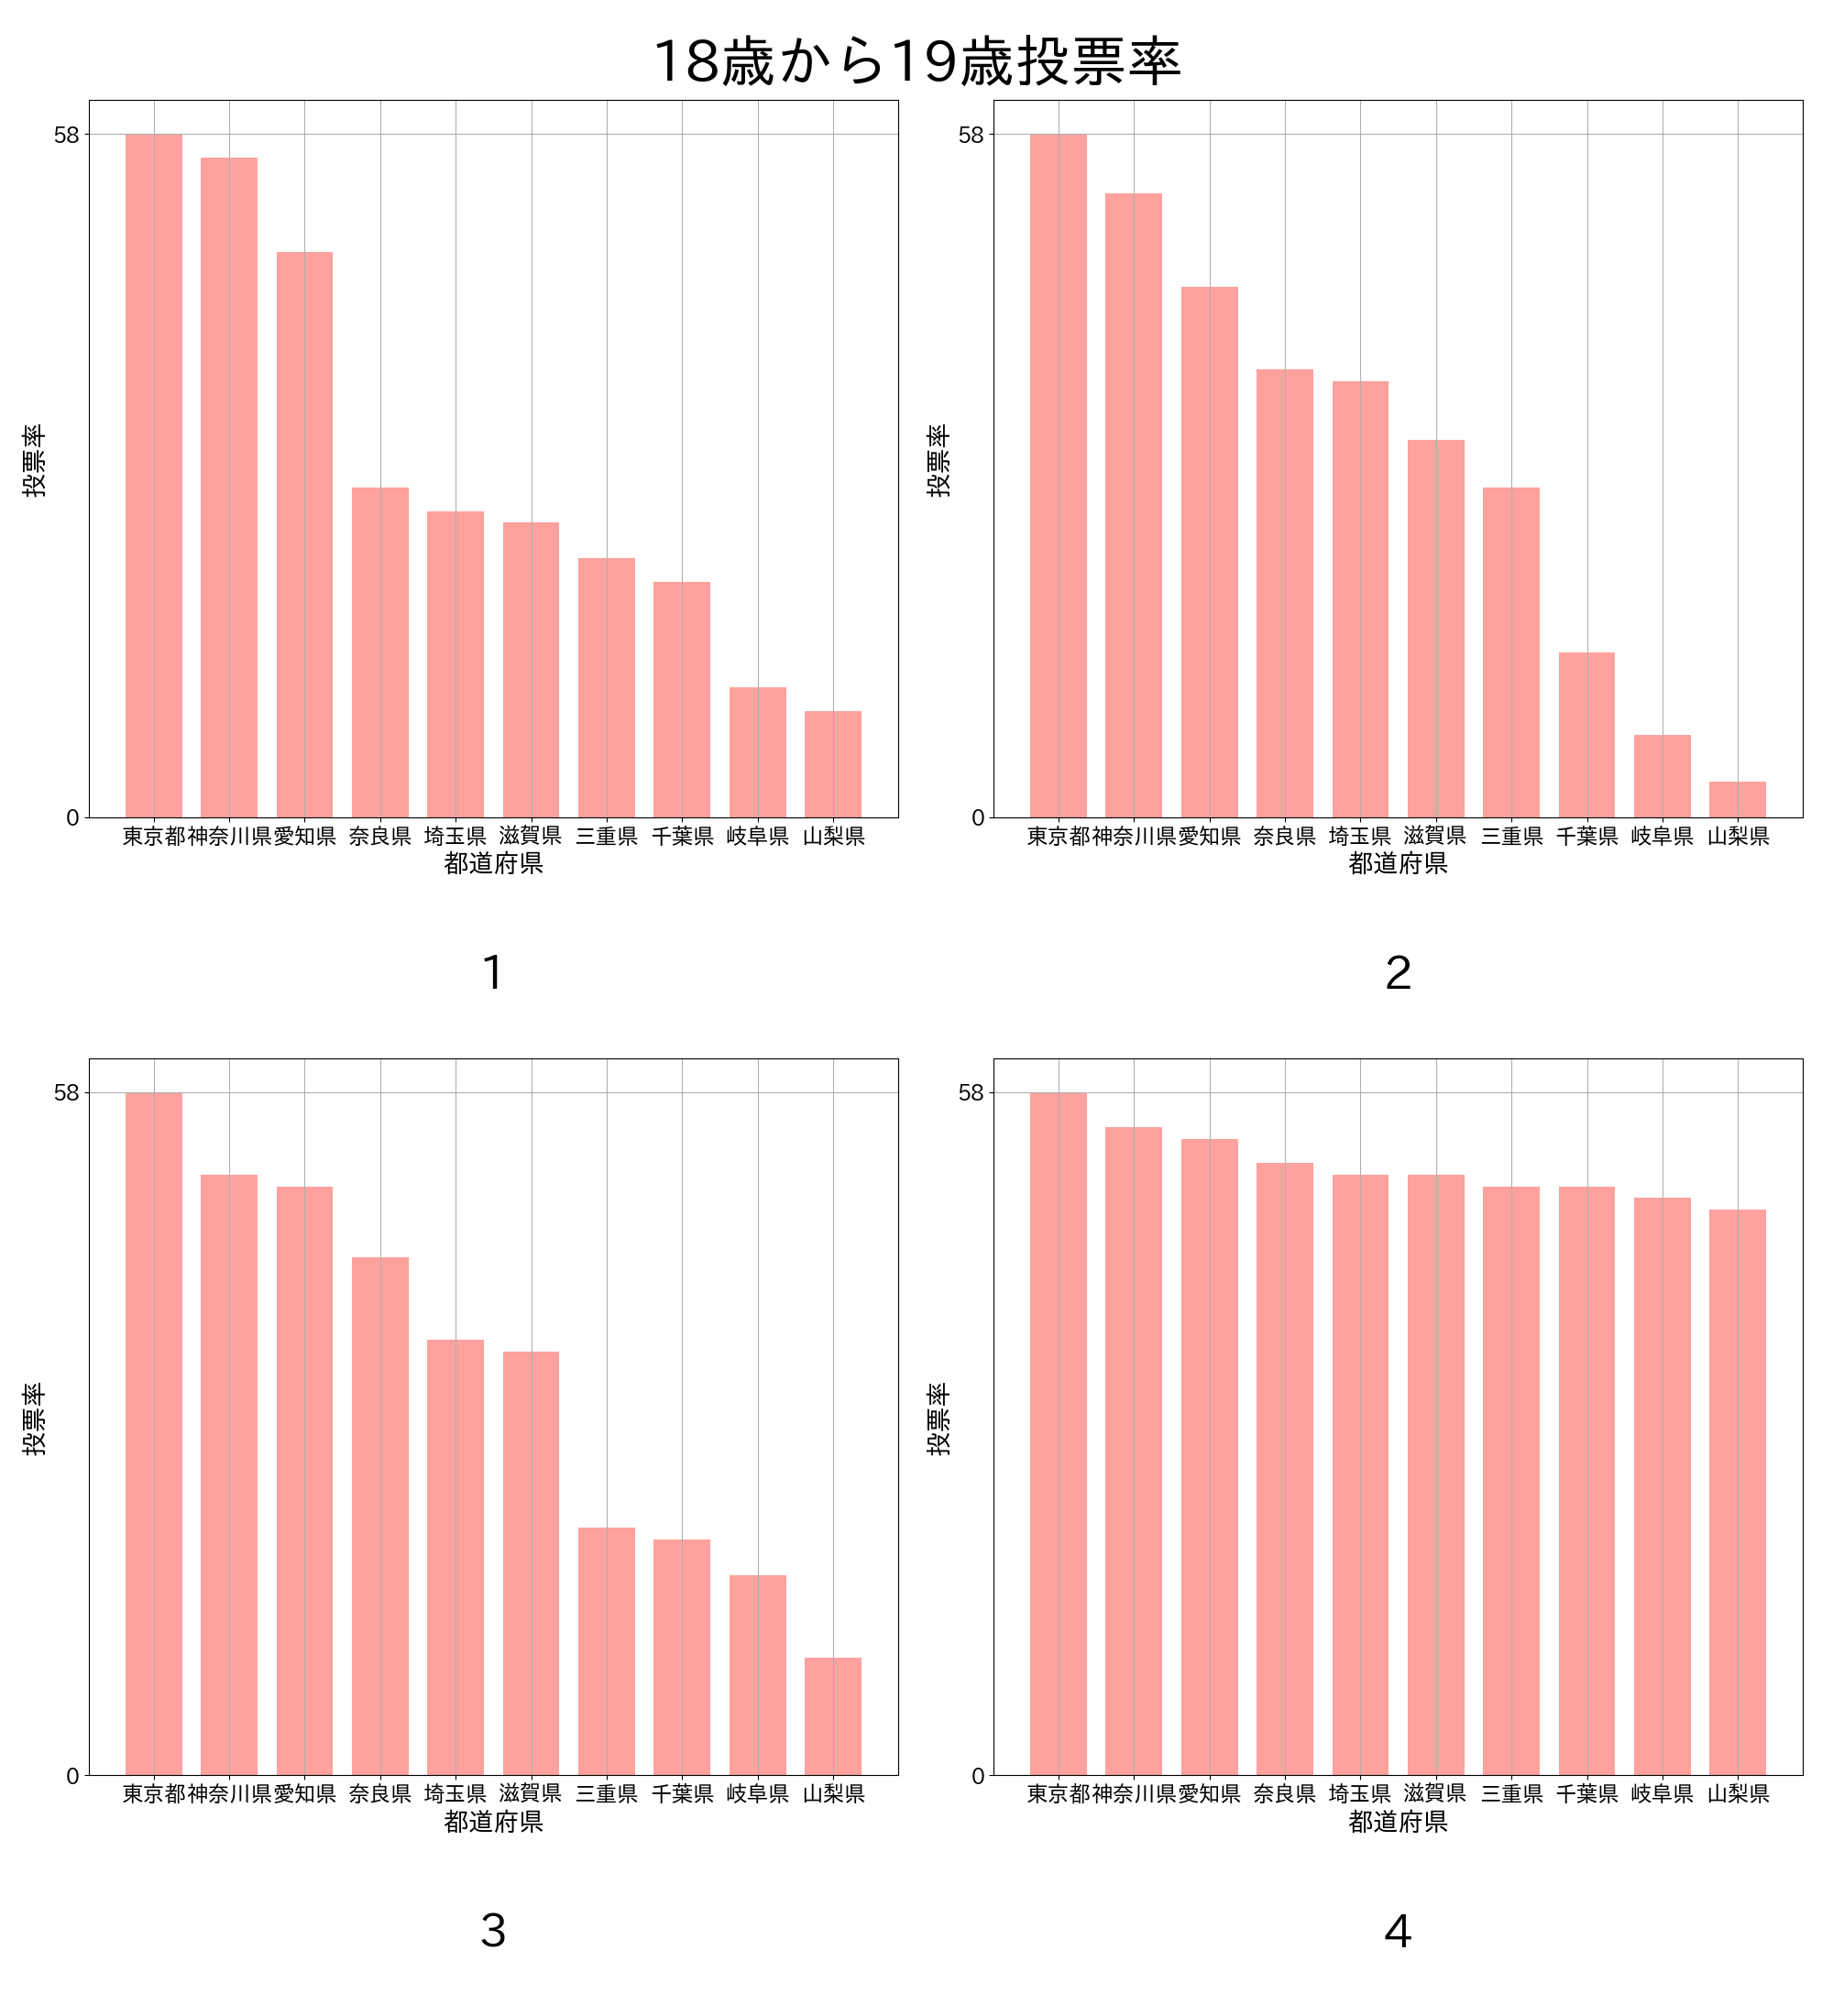 18歳から19歳投票率
58
0
投票率
東京都 神奈川県 愛知県 奈良県 埼玉県 滋賀県 三重県 千葉県 岐阜県 山梨県
都道府県
1
58
0
投票率
東京都 神奈川県 愛知県 奈良県 埼玉県 滋賀県 三重県 千葉県 岐阜県 山梨県
都道府県
2
58
0
投票率
東京都 神奈川県 愛知県 奈良県 埼玉県 滋賀県 三重県 千葉県 岐阜県 山梨県
都道府県
3
58
0
投票率
東京都 神奈川県 愛知県 奈良県 埼玉県 滋賀県 三重県 千葉県 岐阜県 山梨県
都道府県
4